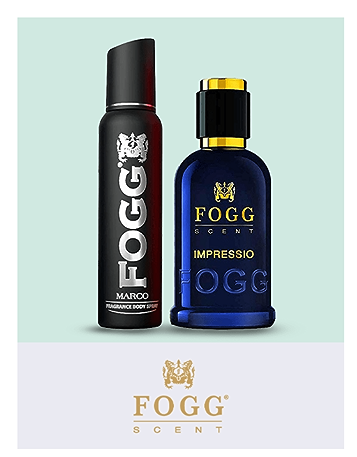 FOGG
MARCO
FRAGRANCE BODY SPRAY
FOGG
SCENT
IMPRESSIO
FOGG
FOGG®
SCENT